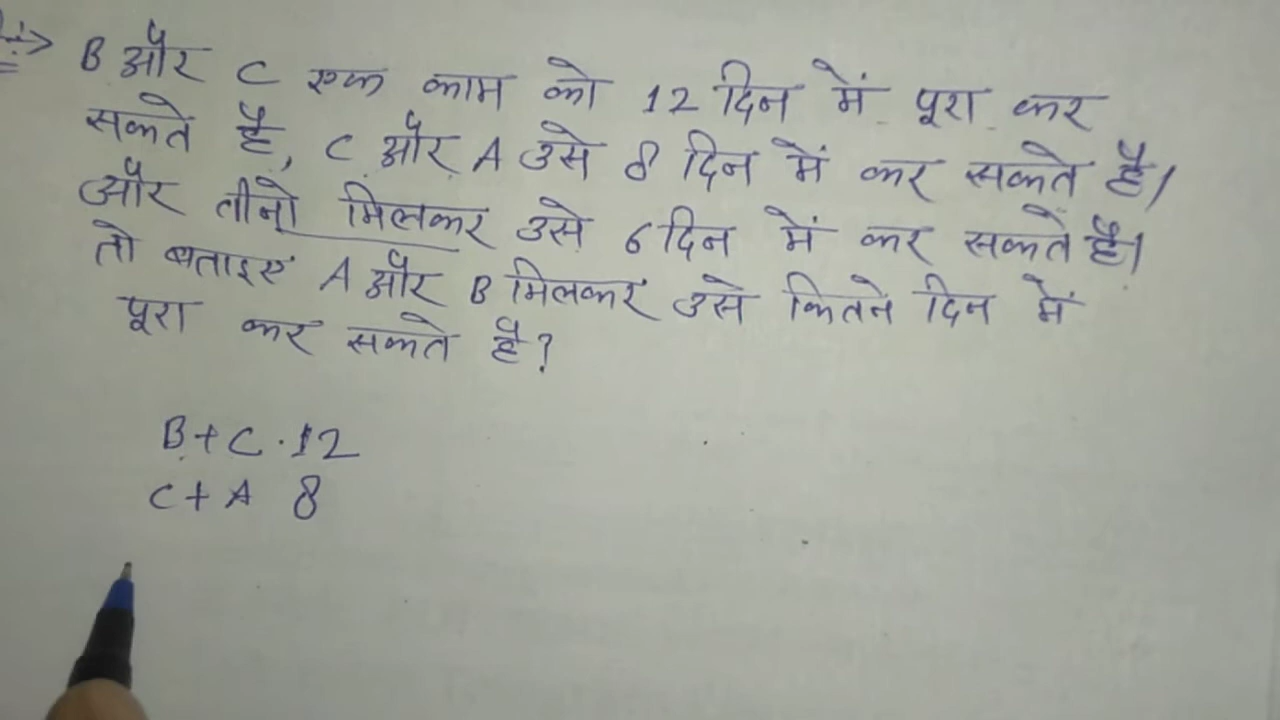 B और C एक काम को 12 दिन में पूरा कर
सकते है, C और A उसे 8 दिन में कर सकते है।
और तीनो मिलकर उसे 6 दिन में कर सकते है।
तो बताइए A और B मिलकर उसे कितने दिन में
पूरा कर सकते है?
B+C 12
C+A 8